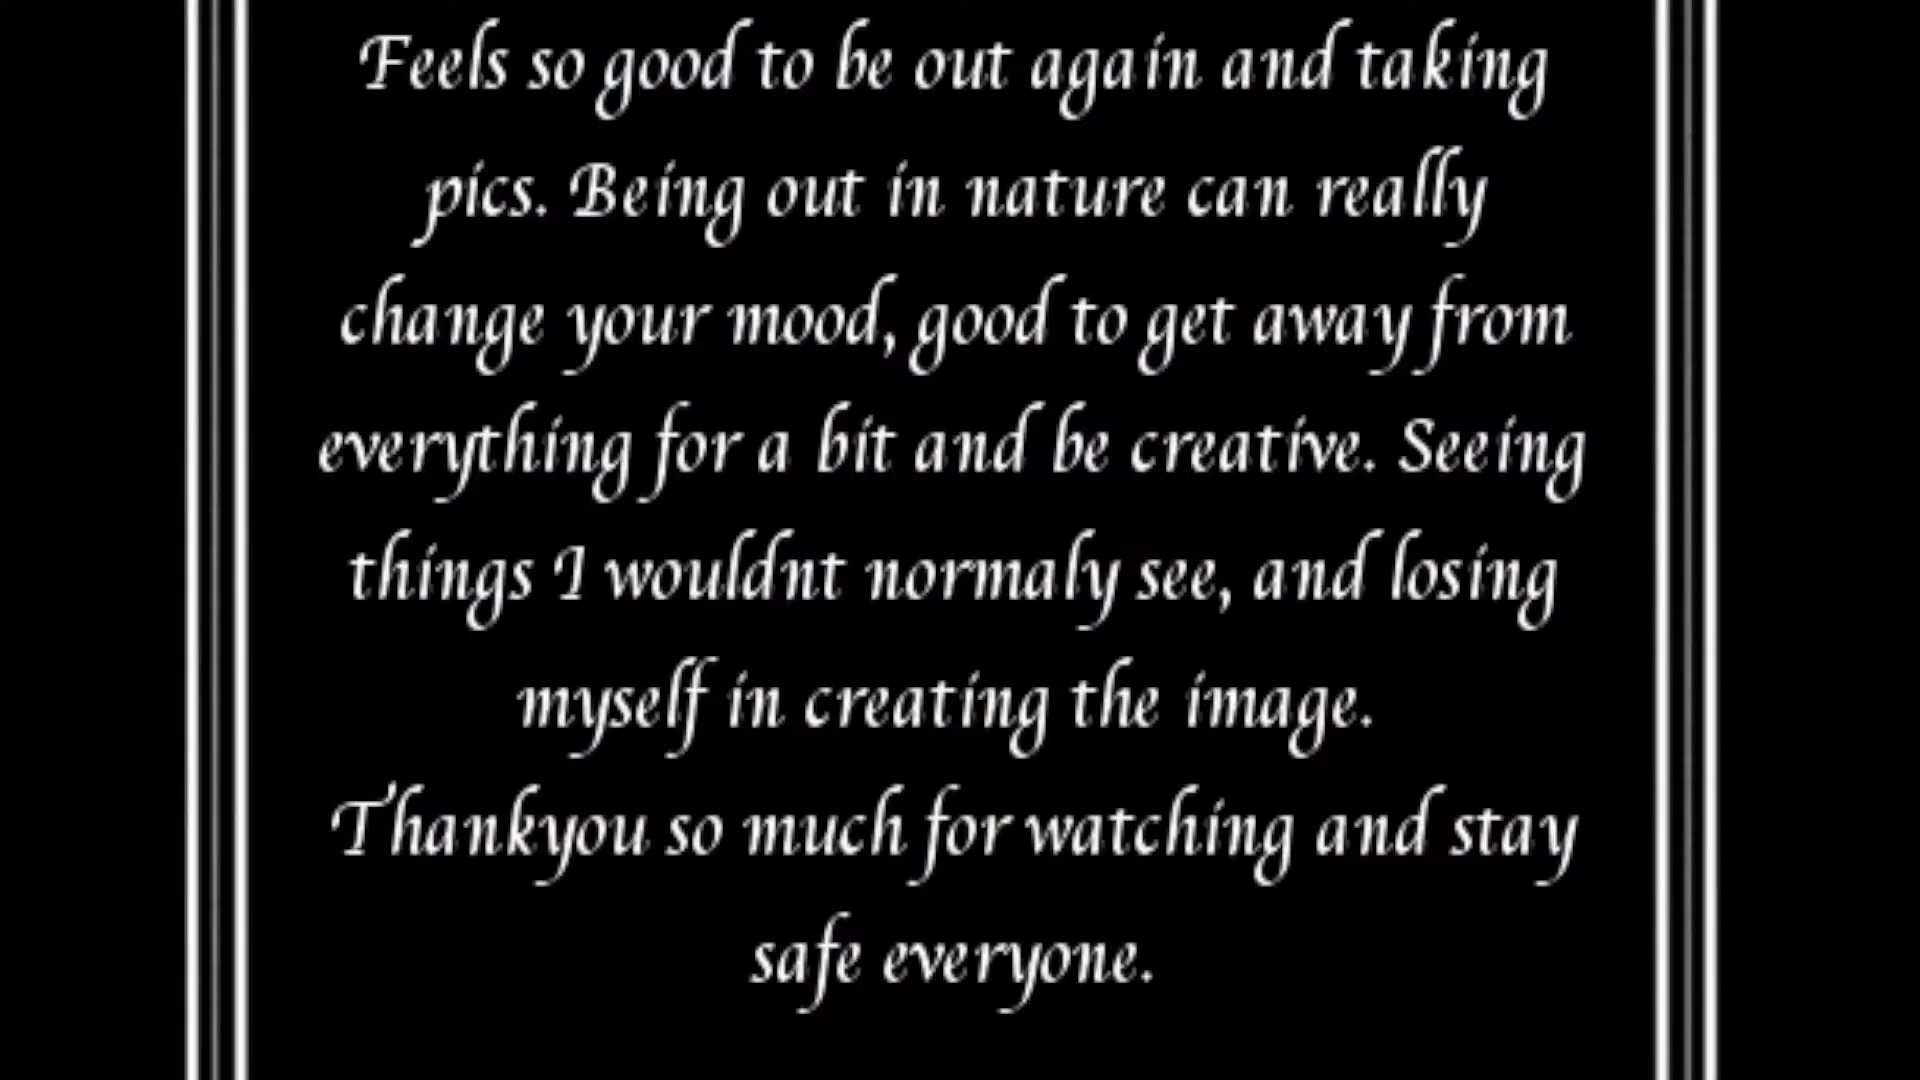 Feels so good to be out again and taking
pics. Being out in nature can really
change your mood, good to get away from
everything for a bit and be creative. Seeing
things I wouldnt normaly see, and losing
myself in creating the image.
Thankyou so much for watching and stay
safe everyone.